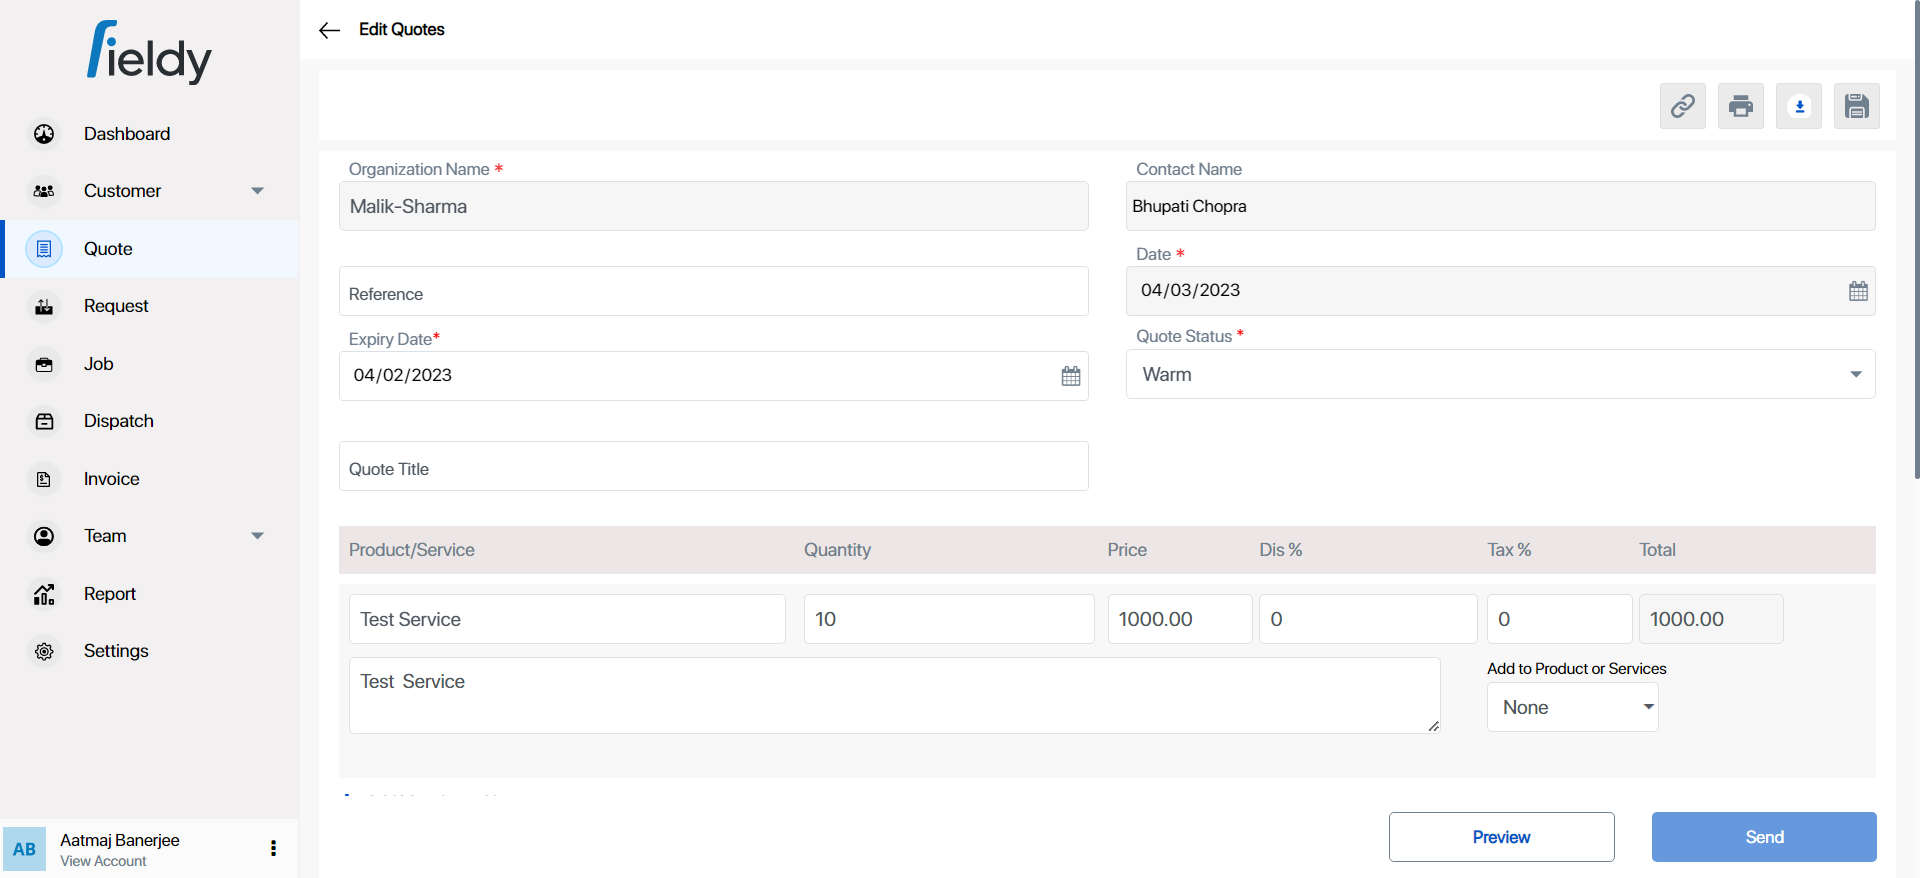 fieldy
Edit Quotes
Dashboard
Customer
Quote
Request
Job
Dispatch
Invoice
Team
Report
Settings
AB
Aatmaj Banerjee
View Account
Organization Name *
Malik-Sharma
Contact Name
Bhupati Chopra
Reference
Date *
04/03/2023
Expiry Date*
04/02/2023
Quote Status *
Warm
Quote Title
Product/Service Quantity Price Dis % Tax % Total
Test Service 10 1000.00 0 0 1000.00
Test  Service
Add to Product or Services
None
Preview
Send